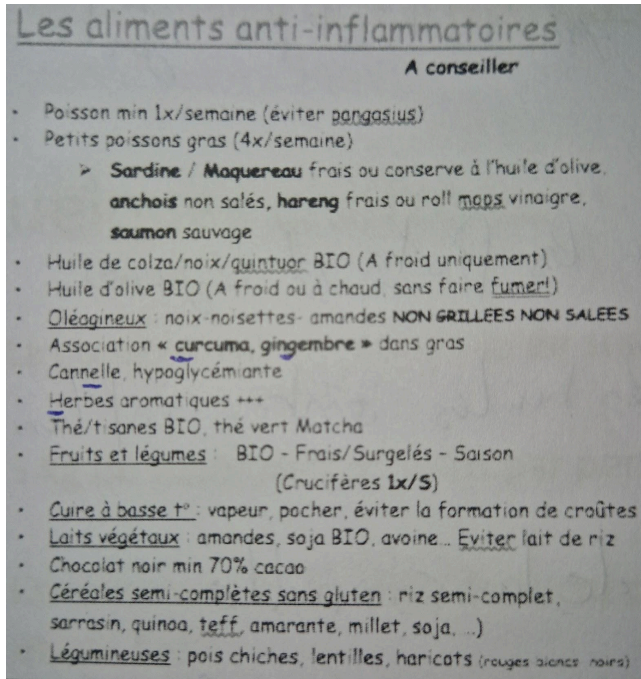 Les aliments anti-inflammatoires
A conseiller
• Poisson min 1x/semaine (éviter pangasius)
• Petits poissons gras (4x/semaine)
➢ Sardine / Maquereau frais ou conserve à l'huile d'olive,
anchois non salés, hareng frais ou roll mops vinaigre,
saumon sauvage
• Huile de colza/noix/quintuor BIO (A froid uniquement)
• Huile d'olive BIO (A froid ou à chaud, sans faire fumer!)
• Oléagineux : noix-noisettes- amandes NON GRILLEES NON SALEES
• Association « curcuma, gingembre » dans gras
• Cannelle, hypoglycémiante
• Herbes aromatiques +++
• Thé/tisanes BIO, thé vert Matcha
• Fruits et légumes : BIO - Frais/Surgelés - Saison
(Crucifères 1x/S)
• Cuire à basse t° : vapeur, pocher, éviter la formation de croûtes
• Laits végétaux : amandes, soja BIO, avoine... Eviter lait de riz
• Chocolat noir min 70% cacao
• Céréales semi-complètes sans gluten : riz semi-complet,
sarrasin, quinoa, teff, amarante, millet, soja, ...)
• Légumineuses : pois chiches, lentilles, haricots (rouges blancs noirs)